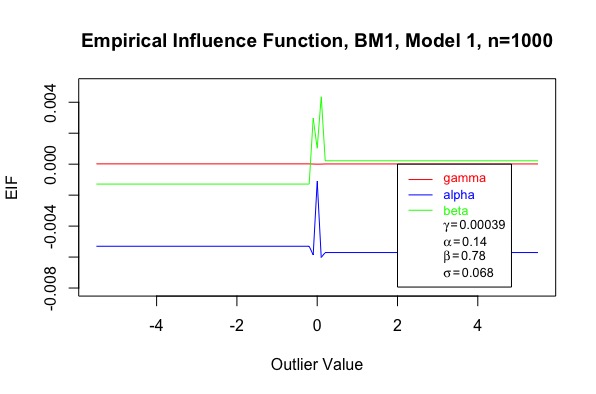 Empirical Influence Function, BM1, Model 1, n=1000
EIF
0.004
0.000
-0.004
-0.008
gamma
alpha
beta
γ=0.00039
α=0.14
β=0.78
σ=0.068
-4 -2 0 2 4
Outlier Value